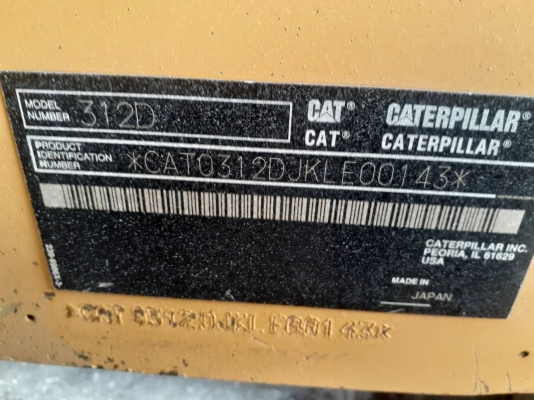 MODEL NUMBER 312D
CAT® CATERPILLAR®
CAT® CATERPILLAR®
PRODUCT IDENTIFICATION NUMBER *CAT0312DJKLE00143*
CATERPILLAR INC.
PEORIA, IL 61629
USA
MADE IN
JAPAN
*CAT0312DJKLE00143*